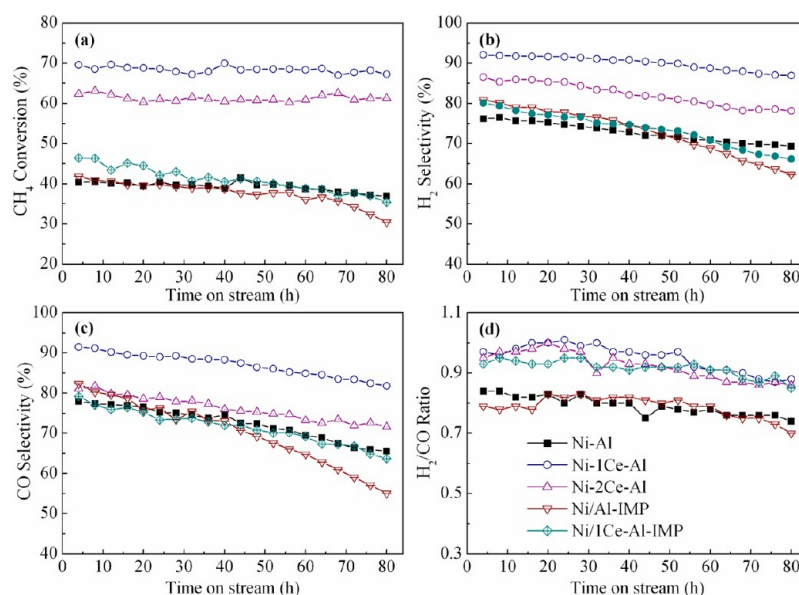 (a)
80
70
60
50
40
30
20
0 10 20 30 40 50 60 70 80
CH4 Conversion (%)
Time on stream (h)
(b)
100
90
80
70
60
50
40
0 10 20 30 40 50 60 70 80
H2 Selectivity (%)
Time on stream (h)
(c)
100
90
80
70
60
50
40
0 10 20 30 40 50 60 70 80
CO Selectivity (%)
Time on stream (h)
(d)
1.1
0.9
0.7
0.5
0.3
0 10 20 30 40 50 60 70 80
H2/CO Ratio
Time on stream (h)
Ni-Al
Ni-1Ce-Al
Ni-2Ce-Al
Ni/Al-IMP
Ni/1Ce-Al-IMP